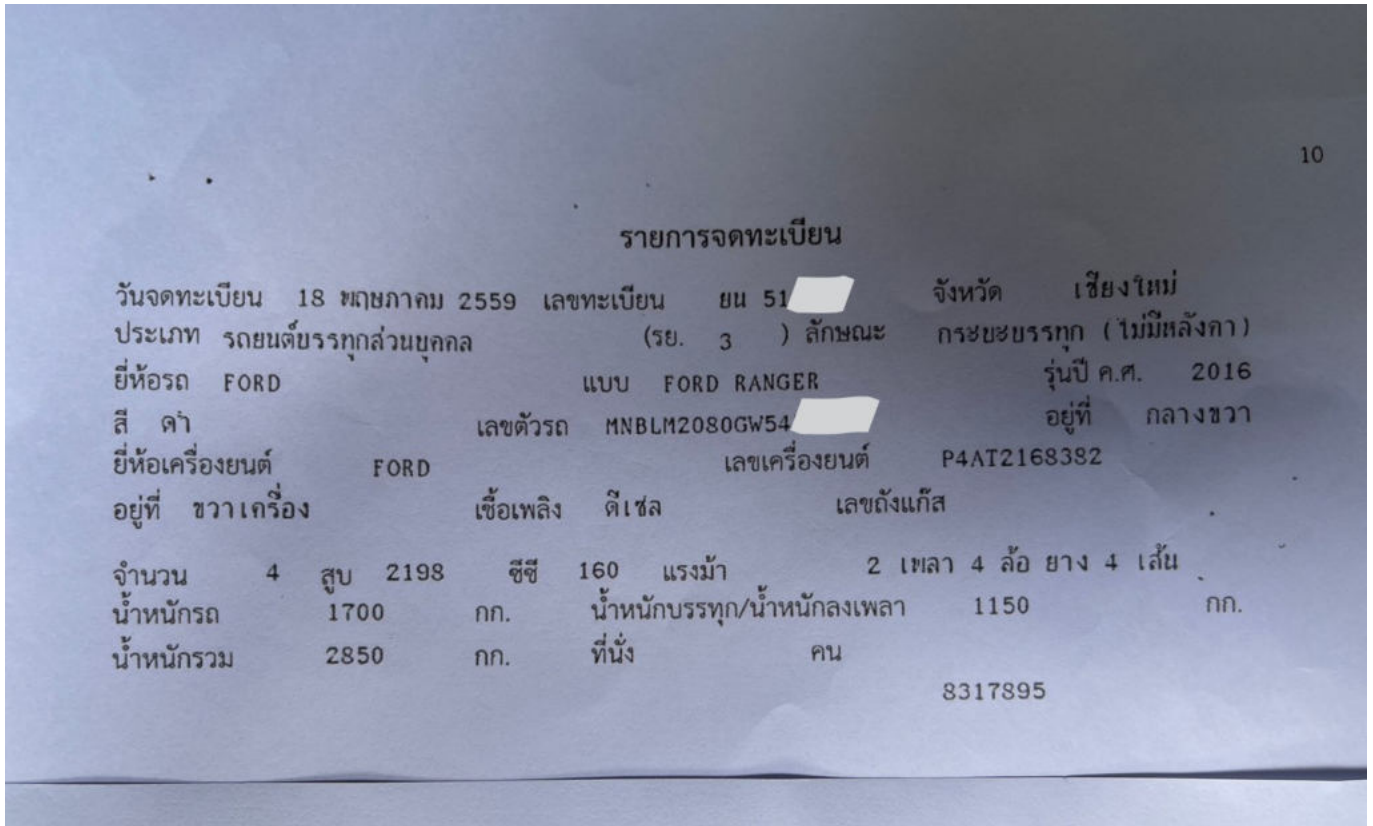 10
รายการจดทะเบียน
วันจดทะเบียน 18 พฤษภาคม 2559 เลขทะเบียน ยน 51 จังหวัด เชียงใหม่
ประเภท รถยนต์บรรทุกส่วนบุคคล (รย. 3 ) ลักษณะ กระบะบรรทุก (ไม่มีหลังคา)
ยี่ห้อรถ FORD แบบ FORD RANGER รุ่นปี ค.ศ. 2016
สี ดำ เลขตัวรถ MNBLM2080GW54 อยู่ที่ กลางขวา
ยี่ห้อเครื่องยนต์ FORD เลขเครื่องยนต์ P4AT2168382
อยู่ที่ ขวาเครื่อง เชื้อเพลิง ดีเซล เลขถังแก๊ส
จำนวน 4 สูบ 2198 ซีซี 160 แรงม้า 2 เพลา 4 ล้อ ยาง 4 เส้น
น้ำหนักรถ 1700 กก. น้ำหนักบรรทุก/น้ำหนักลงเพลา 1150 กก.
น้ำหนักรวม 2850 กก. ที่นั่ง คน
8317895